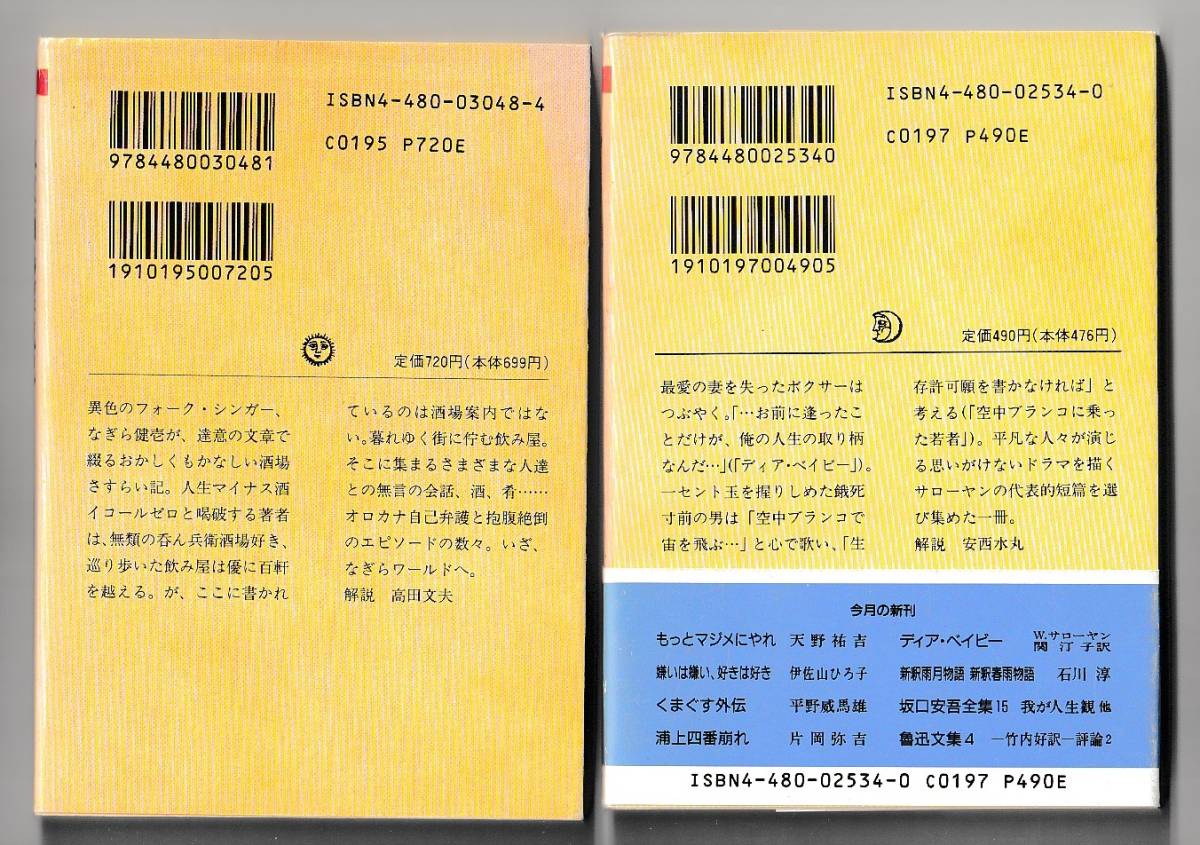 ISBN4-480-03048-4
C0195 P720E
9784480030481
1910195007205
定価720円(本体699円)
異色のフォーク・シンガー、
なぎら健壱が、達意の文章で
綴るおかしくもかなしい酒場
さすらい記。人生マイナス酒
イコールゼロと喝破する著者
は、無類の呑ん兵衛酒場好き、
巡り歩いた飲み屋は優に百軒
を越える。が、ここに書かれ
ているのは酒場案内ではな
い。暮れゆく街に佇む飲み屋。
そこに集まるさまざまな人達
との無言の会話、酒、肴……
オロカナ自己弁護と抱腹絶倒
のエピソードの数々。いざ、
なぎらワールドへ。
解説 高田文夫
ISBN4-480-02534-0
C0197 P490E
9784480025340
1910197004905
定価490円(本体476円)
最愛の妻を失ったボクサーは
つぶやく。「…お前に逢ったこ
とだけが、俺の人生の取り柄
なんだ…」(「ディア・ベイビー」)。
一セント玉を握りしめた餓死
寸前の男は「空中ブランコで
宙を飛ぶ…」と心で歌い、「生
存許可願を書かなければ」と
考える(「空中ブランコに乗っ
た若者」)。平凡な人々が演じ
る思いがけないドラマを描く
サローヤンの代表的短篇を選
び集めた一冊。
解説 安西水丸
今月の新刊
もっとマジメにやれ 天野祐吉
嫌いは嫌い、好きは好き 伊佐山ひろ子
くまぐす外伝 平野威馬雄
浦上四番崩れ 片岡弥吉
ディア・ベイビー W.サローヤン 関汀子訳
新釈雨月物語 新釈春雨物語 石川淳
坂口安吾全集15 我が人生観 他
魯迅文集4 ―竹内好訳―評論2
ISBN4-480-02534-0 C0197 P490E